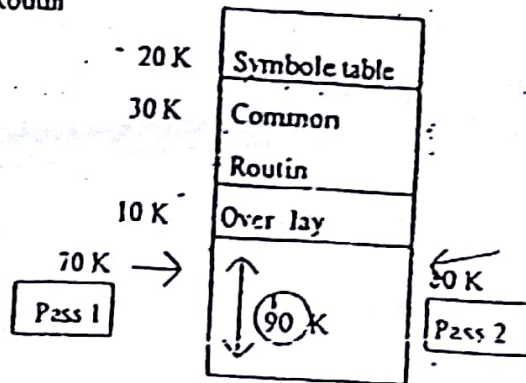 20 K Symbole table
30 K Common
Routin
10 K Over lay
70 K
Pass 1
90 K
Pass 2